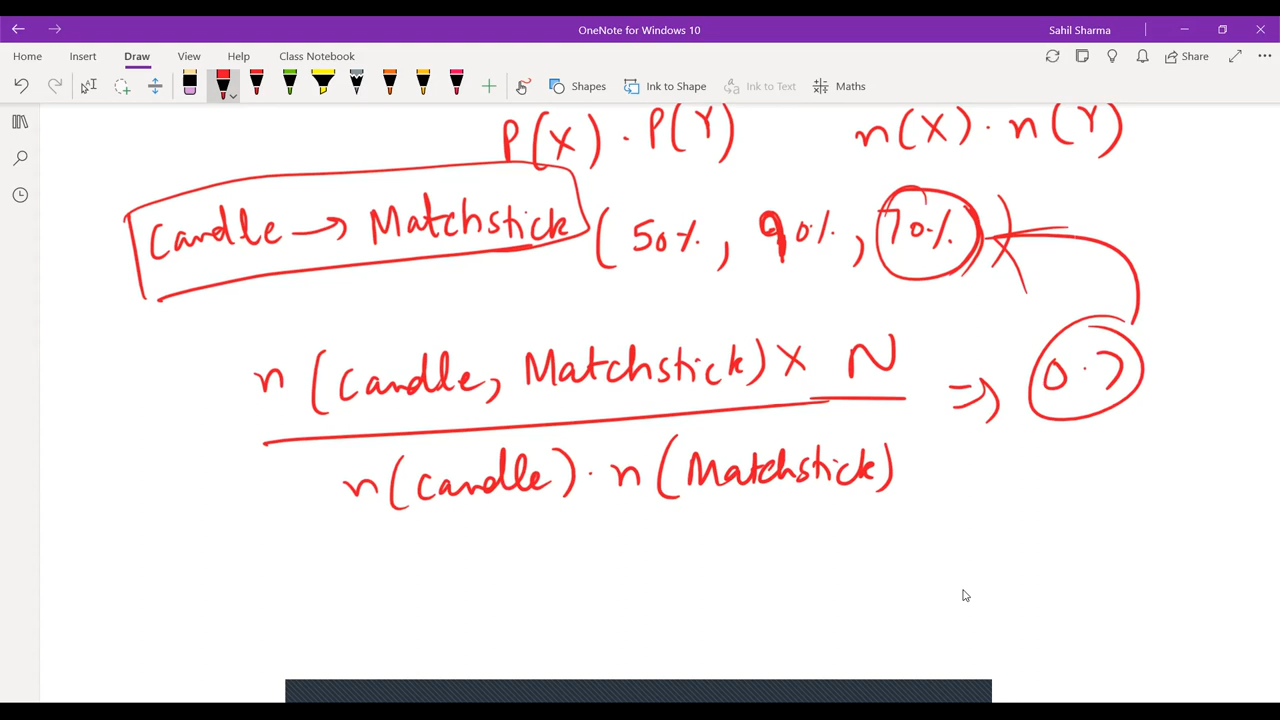 OneNote for Windows 10
Sahil Sharma
Home Insert Draw View Help Class Notebook Share
Shapes Ink to Shape Ink to Text Maths
P(X) · P(Y) n(X) · n(Y)
Candle → Matchstick (50%, 90%, 70%)
n(Candle, Matchstick) × N ⇒ 0.7
n(Candle) · n(Matchstick)